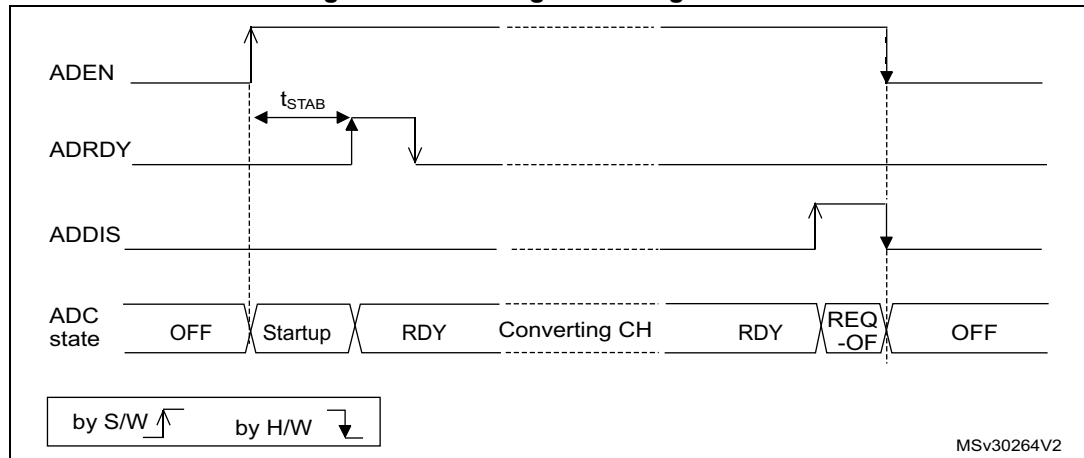 ADEN
tSTAB
ADRDY
ADDIS
ADC
state
OFF
Startup
RDY
Converting CH
RDY
REQ
-OF
OFF
by S/W
by H/W
MSv30264V2